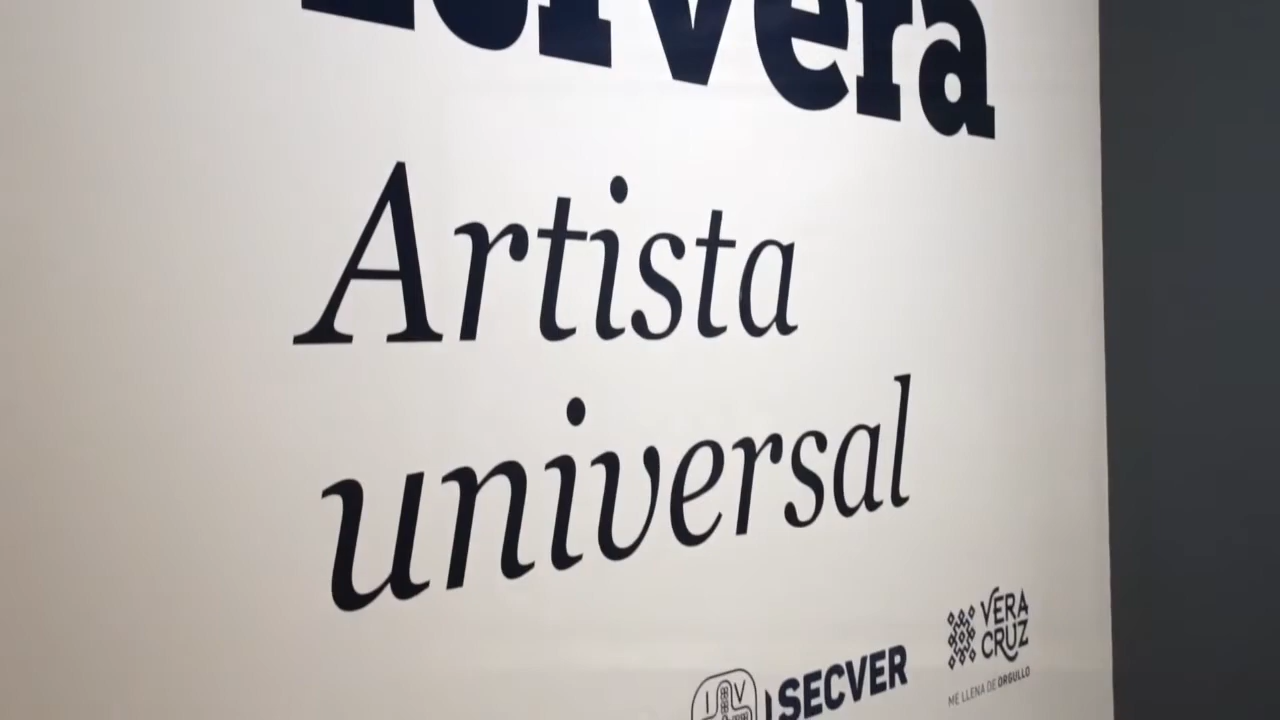 Artista
universal
I V
SECVER
VERA
CRUZ
ME LLENA DE ORGULLO